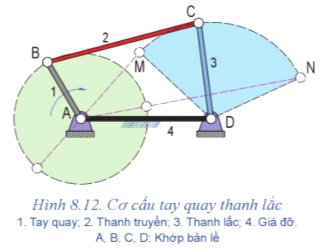 C
2
B
M
3
N
1
A
4
D
Hình 8.12. Cơ cấu tay quay thanh lắc
1. Tay quay; 2. Thanh truyền; 3. Thanh lắc; 4. Giá đỡ.
A, B, C, D: Khớp bản lề